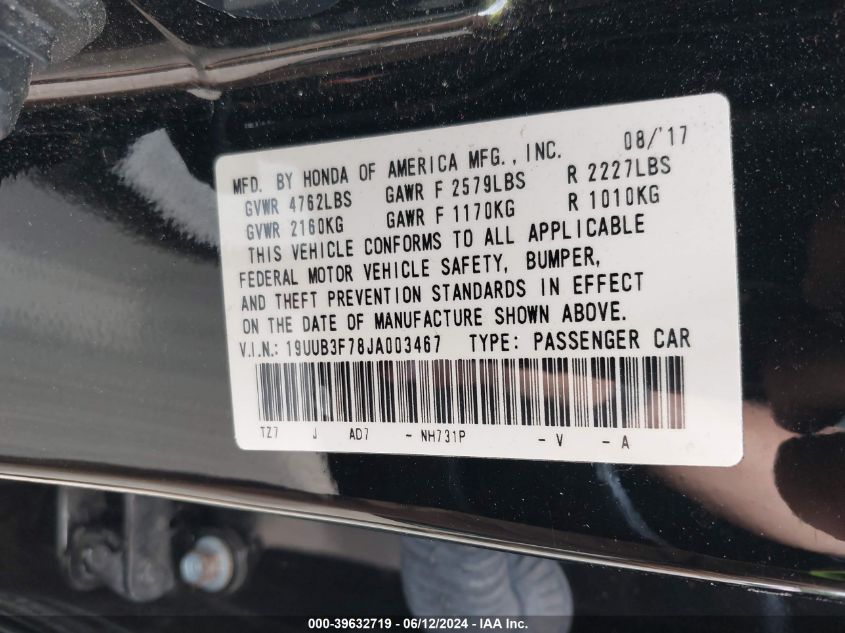 08/'17
MFD. BY HONDA OF AMERICA MFG., INC.
GVWR 4762LBS GAWR F 2579LBS R 2227LBS
GVWR 2160KG GAWR F 1170KG R 1010KG
THIS VEHICLE CONFORMS TO ALL APPLICABLE
FEDERAL MOTOR VEHICLE SAFETY, BUMPER,
AND THEFT PREVENTION STANDARDS IN EFFECT
ON THE DATE OF MANUFACTURE SHOWN ABOVE.
V.I.N.: 19UUB3F78JA003467 TYPE: PASSENGER CAR
TZ7 J AD7 - NH731P - V - A
000-39632719 - 06/12/2024 - IAA Inc.